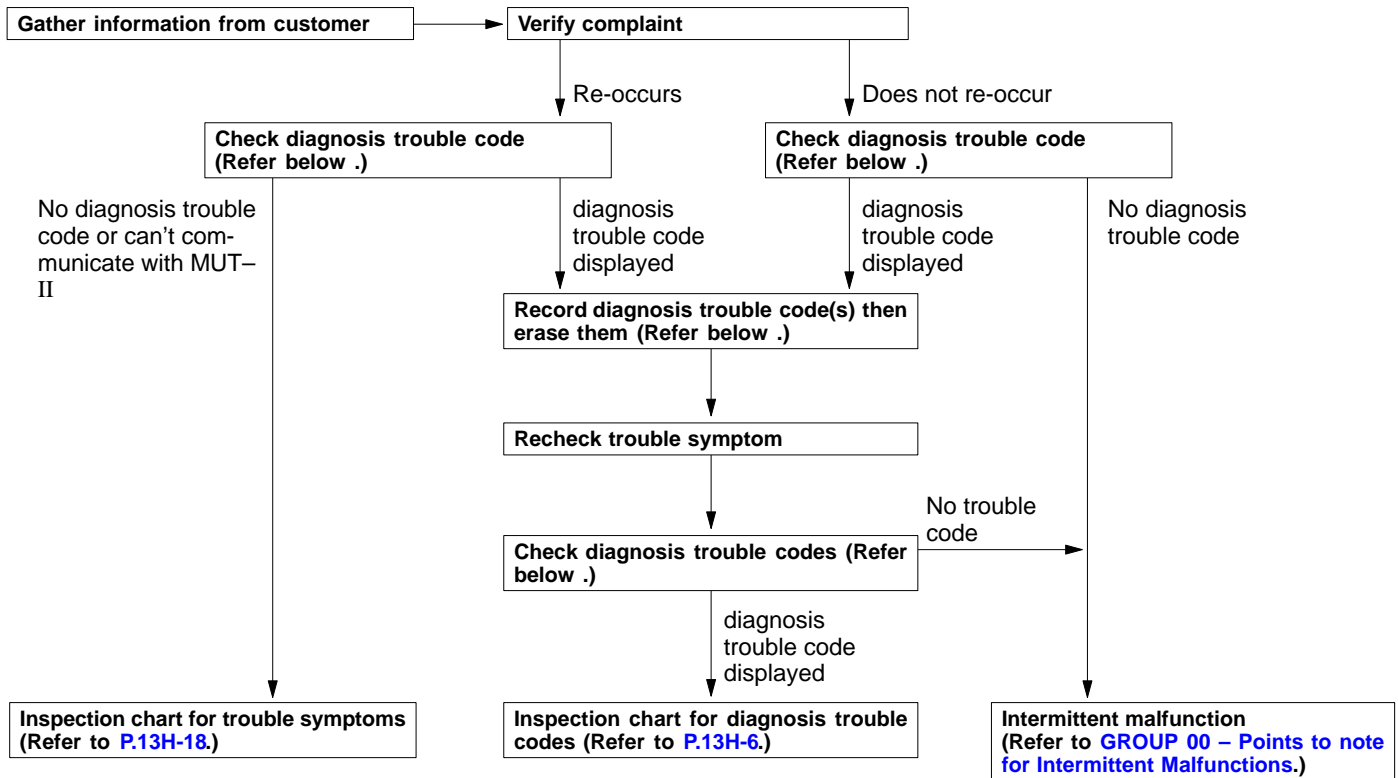 Gather information from customer
Verify complaint
Re-occurs
Does not re-occur
Check diagnosis trouble code
(Refer below .)
Check diagnosis trouble code
(Refer below .)
No diagnosis trouble
code or can't com-
municate with MUT–
II
diagnosis
trouble code
displayed
diagnosis
trouble code
displayed
No diagnosis
trouble code
Record diagnosis trouble code(s) then
erase them (Refer below .)
Recheck trouble symptom
No trouble
code
Check diagnosis trouble codes (Refer
below .)
diagnosis
trouble code
displayed
Inspection chart for trouble symptoms
(Refer to P.13H-18.)
Inspection chart for diagnosis trouble
codes (Refer to P.13H-6.)
Intermittent malfunction
(Refer to GROUP 00 – Points to note
for Intermittent Malfunctions.)